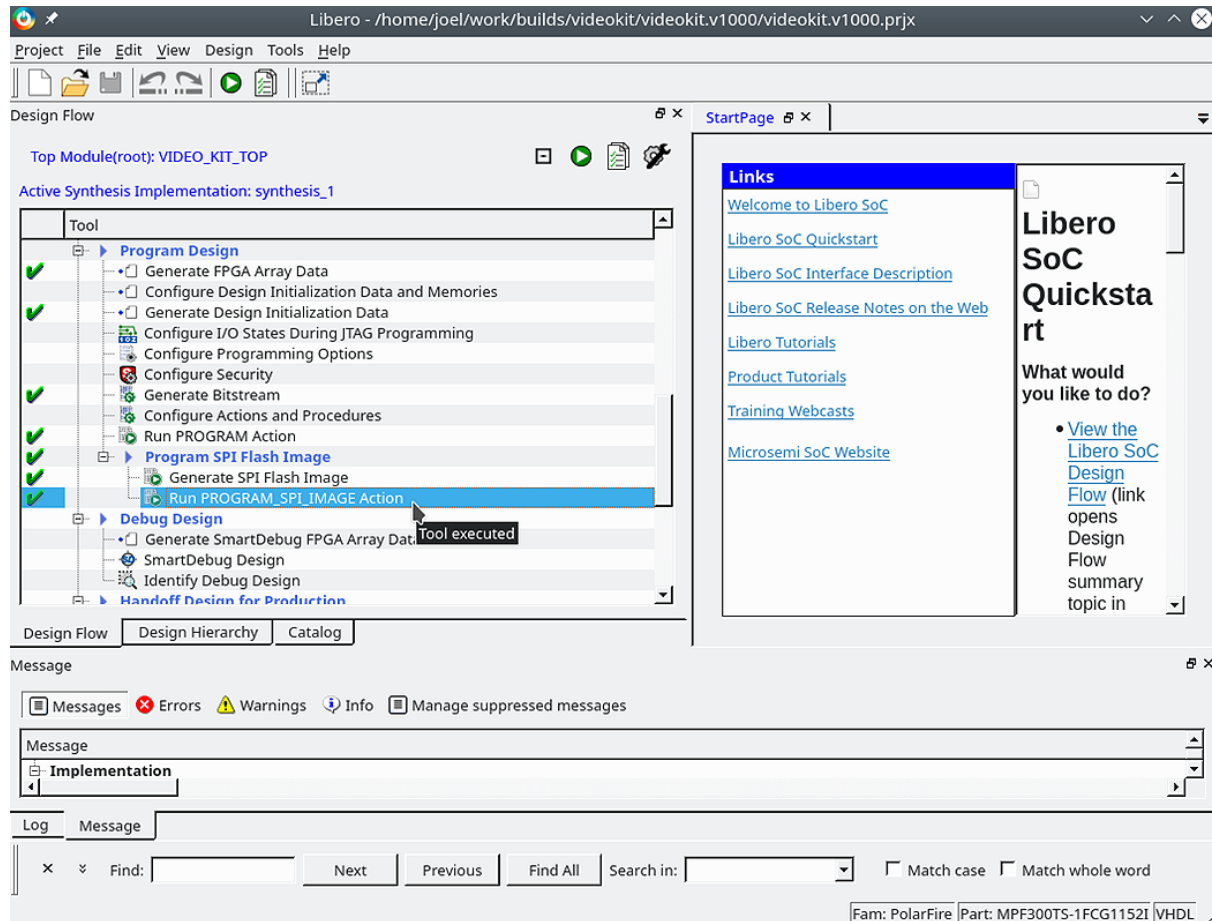 Libero - /home/joel/work/builds/videokit/videokit.v1000/videokit.v1000.prjx
Project File Edit View Design Tools Help
Design Flow
Top Module(root): VIDEO_KIT_TOP
Active Synthesis Implementation: synthesis_1
Tool
Program Design
Generate FPGA Array Data
Configure Design Initialization Data and Memories
Generate Design Initialization Data
Configure I/O States During JTAG Programming
Configure Programming Options
Configure Security
Generate Bitstream
Configure Actions and Procedures
Run PROGRAM Action
Program SPI Flash Image
Generate SPI Flash Image
Run PROGRAM_SPI_IMAGE Action
Tool executed
Debug Design
Generate SmartDebug FPGA Array Dat
SmartDebug Design
Identify Debug Design
Handoff Design for Production
Design Flow Design Hierarchy Catalog
StartPage
Links
Welcome to Libero SoC
Libero SoC Quickstart
Libero SoC Interface Description
Libero SoC Release Notes on the Web
Libero Tutorials
Product Tutorials
Training Webcasts
Microsemi SoC Website
Libero
SoC
Quicksta
rt
What would
you like to do?
View the
Libero SoC
Design
Flow (link
opens
Design
Flow
summary
topic in
Message
Messages Errors Warnings Info Manage suppressed messages
Message
Implementation
Log Message
Find: Next Previous Find All Search in: Match case Match whole word
Fam: PolarFire Part: MPF300TS-1FCG1152I VHDL